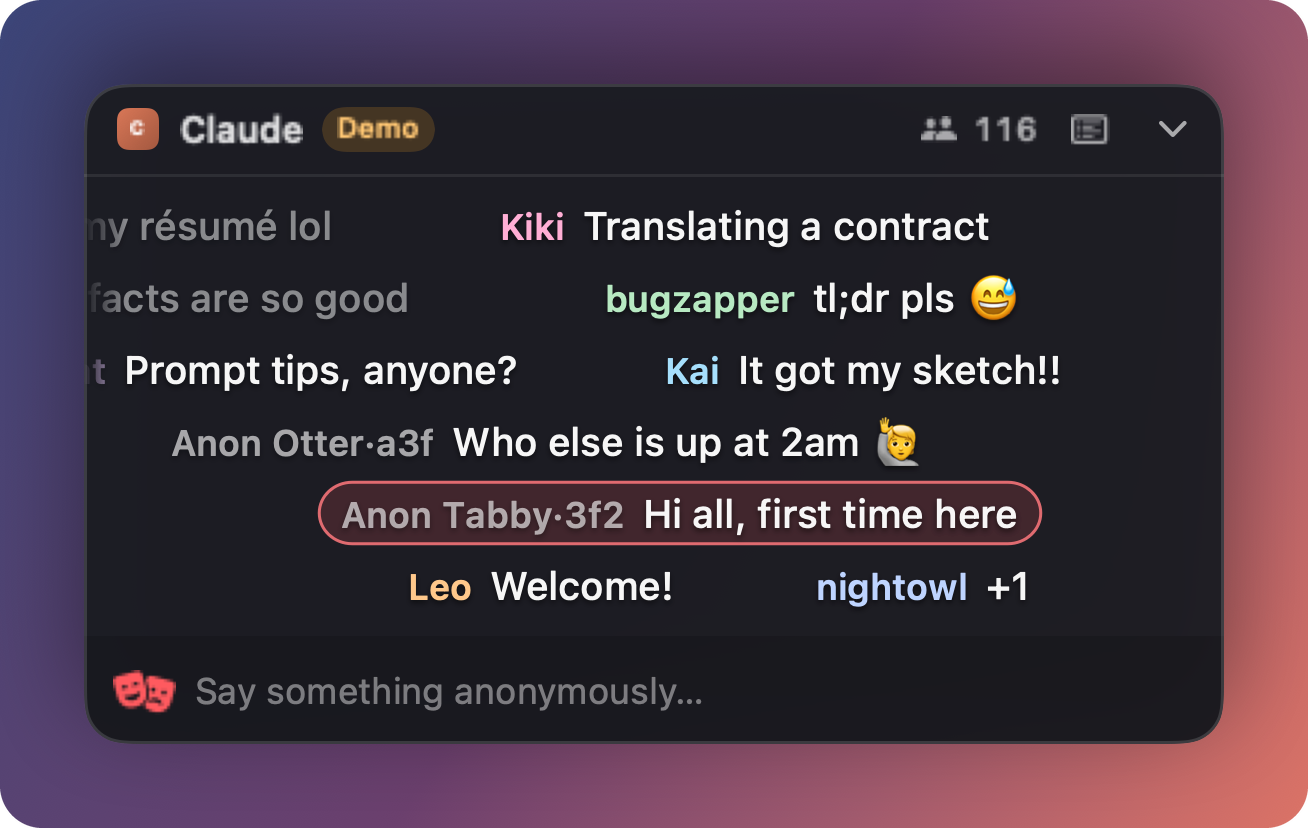 C Claude Demo 116
my résumé lol Kiki Translating a contract
facts are so good bugzapper tl;dr pls 😅
Prompt tips, anyone? Kai It got my sketch!!
Anon Otter·a3f Who else is up at 2am 🙋
Anon Tabby·3f2 Hi all, first time here
Leo Welcome! nightowl +1
Say something anonymously...